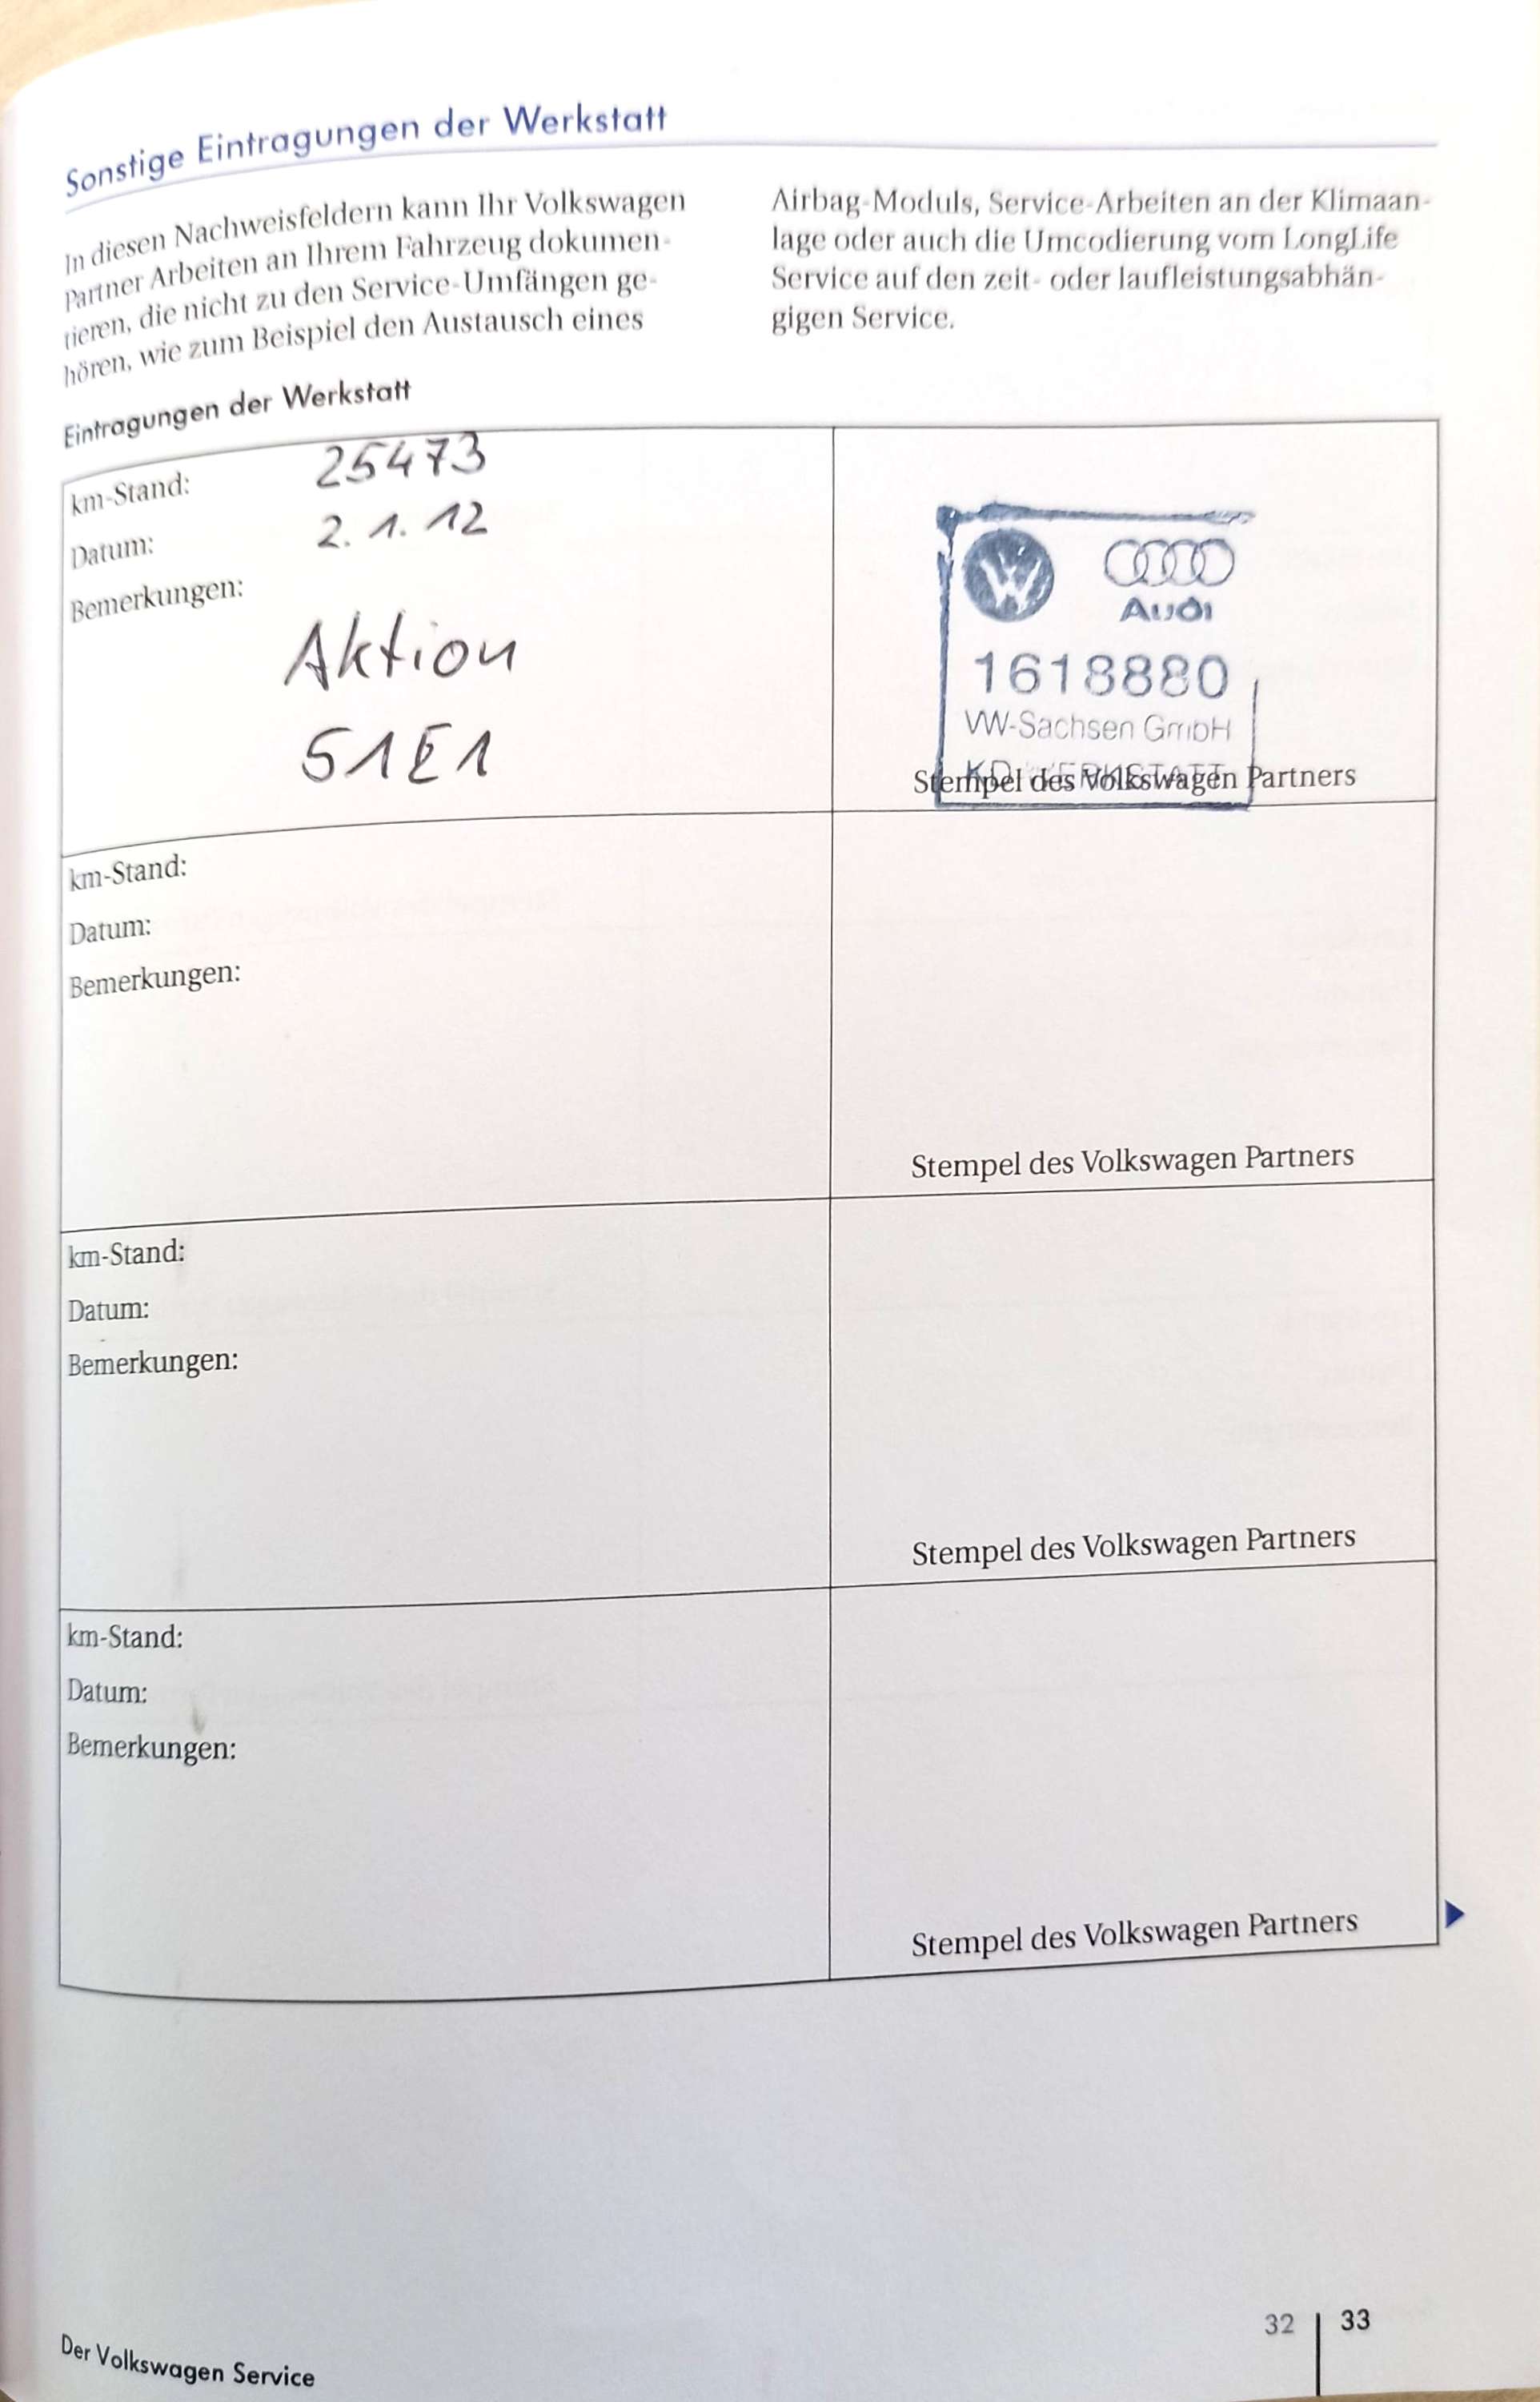 Sonstige Eintragungen der Werkstatt
In diesen Nachweisfeldern kann Ihr Volkswagen
Partner Arbeiten an Ihrem Fahrzeug dokumen-
tieren, die nicht zu den Service-Umfängen ge-
hören, wie zum Beispiel den Austausch eines
Airbag-Moduls, Service-Arbeiten an der Klimaan-
lage oder auch die Umcodierung vom LongLife
Service auf den zeit- oder laufleistungsabhän-
gigen Service.
Eintragungen der Werkstatt
km-Stand: 25473
Datum: 2. 1. 12
Bemerkungen:
Aktion
51E1
Audi
1618880
VW-Sachsen GmbH
KD-WERKSTATT
Stempel des Volkswagen Partners
km-Stand:
Datum:
Bemerkungen:
Stempel des Volkswagen Partners
km-Stand:
Datum:
Bemerkungen:
Stempel des Volkswagen Partners
km-Stand:
Datum:
Bemerkungen:
Stempel des Volkswagen Partners
Der Volkswagen Service
32 33